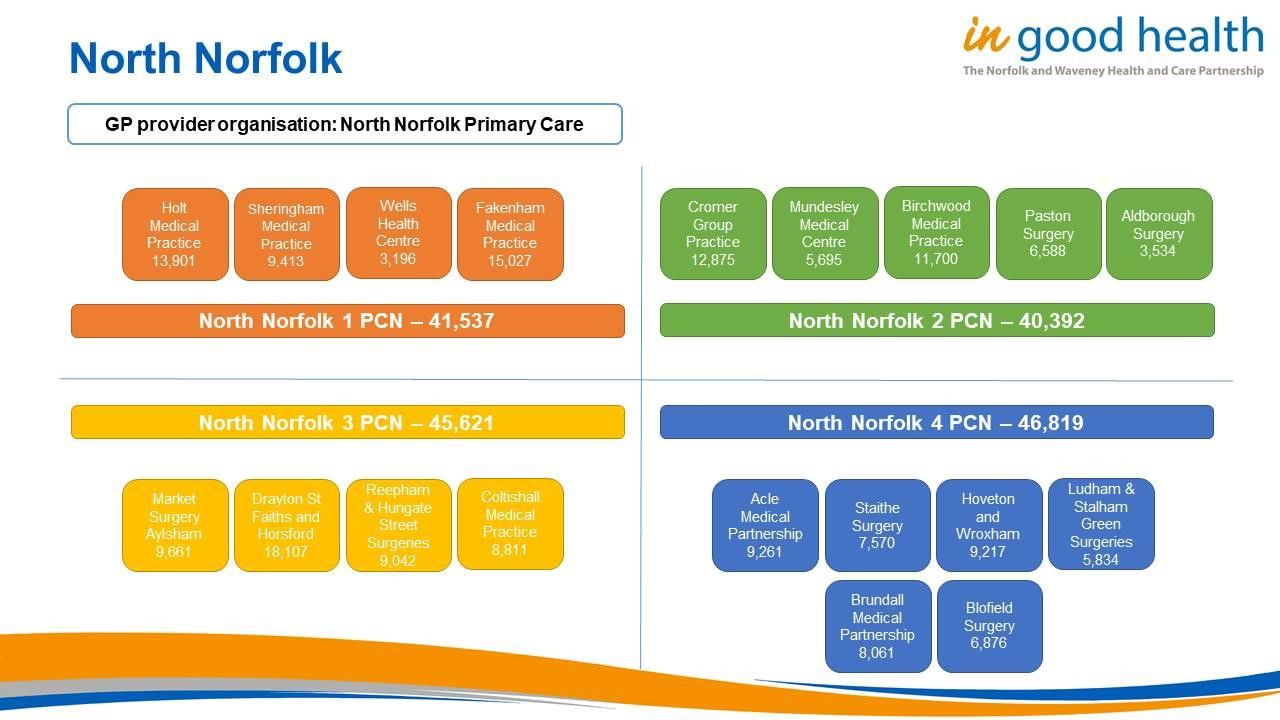 North Norfolk
in good health
The Norfolk and Waveney Health and Care Partnership
GP provider organisation: North Norfolk Primary Care
Holt
Medical
Practice
13,901
Sheringham
Medical
Practice
9,413
Wells
Health
Centre
3,196
Fakenham
Medical
Practice
15,027
North Norfolk 1 PCN – 41,537
Cromer
Group
Practice
12,875
Mundesley
Medical
Centre
5,695
Birchwood
Medical
Practice
11,700
Paston
Surgery
6,588
Aldborough
Surgery
3,534
North Norfolk 2 PCN – 40,392
North Norfolk 3 PCN – 45,621
Market
Surgery
Aylsham
9,661
Drayton St
Faiths and
Horsford
18,107
Reepham
& Hungate
Street
Surgeries
9,042
Coltishall
Medical
Practice
8,811
North Norfolk 4 PCN – 46,819
Acle
Medical
Partnership
9,261
Staithe
Surgery
7,570
Hoveton
and
Wroxham
9,217
Ludham &
Stalham
Green
Surgeries
5,834
Brundall
Medical
Partnership
8,061
Blofield
Surgery
6,876